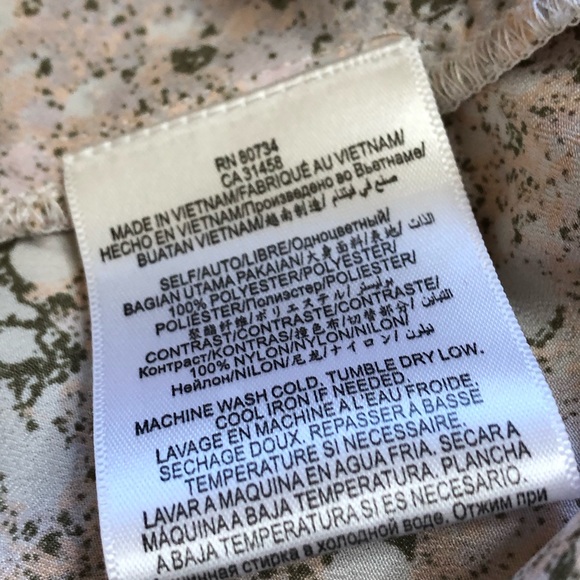 RN 80734
CA 31458
MADE IN VIETNAM/FABRIQUÉ AU VIETNAM/
HECHO EN VIETNAM/Произведено во Вьетнаме/
BUATAN VIETNAM/越南制造/ صنع في فيتنام/
SELF/AUTO/LIBRE/Одноцветный/
BAGIAN UTAMA PAKAIAN/大身面料/表地/ الذات/
100% POLYESTER/POLYESTER/
POLIÉSTER/Полиэстер/POLIESTER/
聚酯纤维/ポリエステル/ بوليستر/
CONTRAST/CONTRASTE/CONTRASTE/
Контраст/KONTRAS/撞色布/切替部分/ التباين/
100% NYLON/NYLON/NILON/
Нейлон/NILON/尼龙/ナイロン/ نيلون/
MACHINE WASH COLD. TUMBLE DRY LOW.
COOL IRON IF NEEDED.
LAVAGE EN MACHINE À L'EAU FROIDE.
SECHAGE DOUX. REPASSER À BASSE
TEMPERATURE SI NECESSAIRE.
LAVAR A MAQUINA EN AGUA FRIA. SECAR A
MÁQUINA A BAJA TEMPERATURA. PLANCHA
A BAJA TEMPERATURA SI ES NECESARIO.
стирка в холодной воде. Отжим при